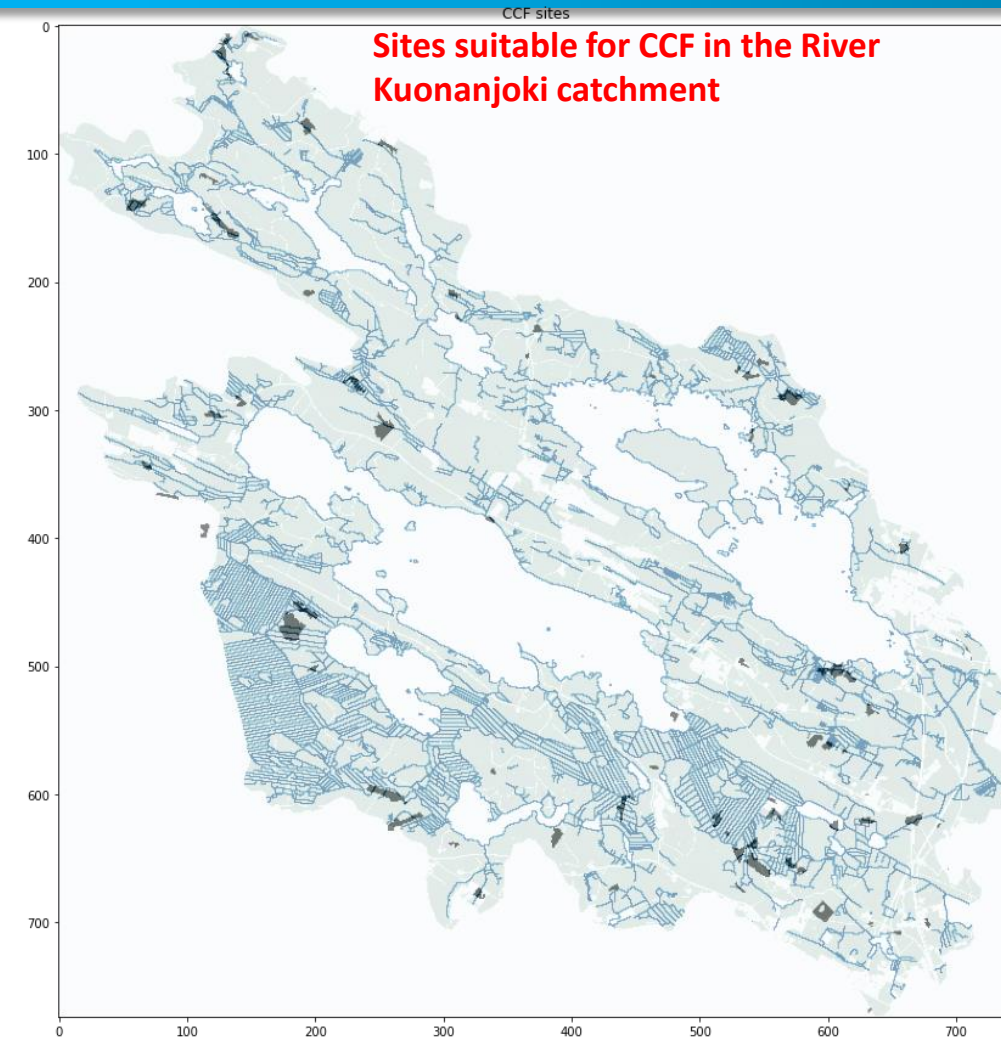 CCF sites
Sites suitable for CCF in the River
Kuonanjoki catchment
0
100
200
300
400
500
600
700
0 100 200 300 400 500 600 700